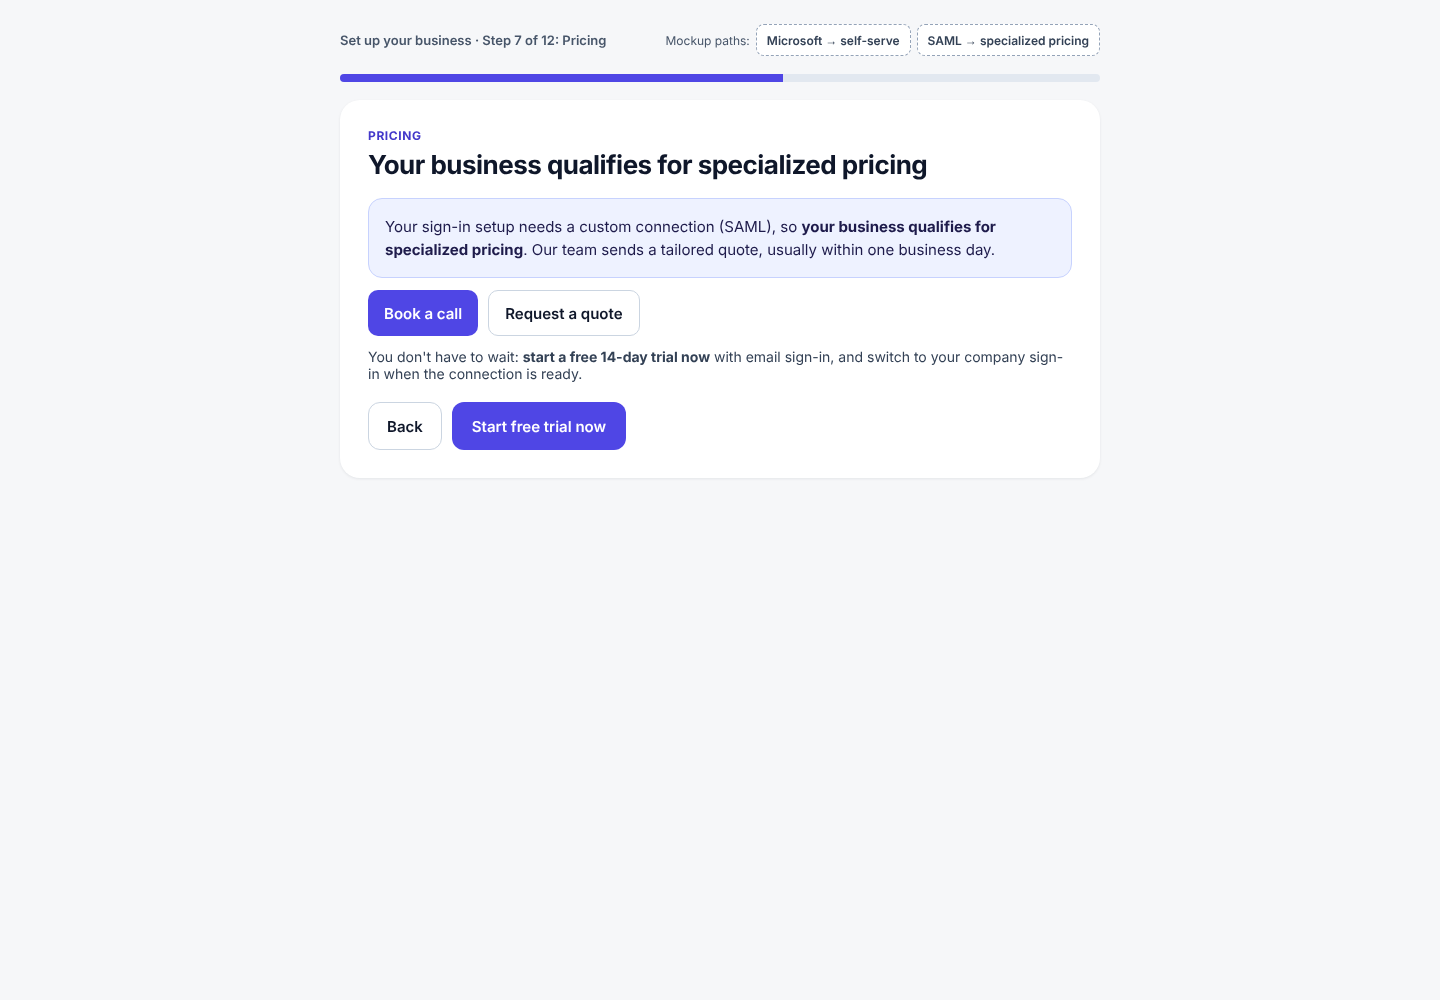 Set up your business · Step 7 of 12: Pricing
Mockup paths:
Microsoft → self-serve
SAML → specialized pricing
PRICING
Your business qualifies for specialized pricing
Your sign-in setup needs a custom connection (SAML), so your business qualifies for
specialized pricing. Our team sends a tailored quote, usually within one business day.
Book a call
Request a quote
You don't have to wait: start a free 14-day trial now with email sign-in, and switch to your company sign-
in when the connection is ready.
Back
Start free trial now